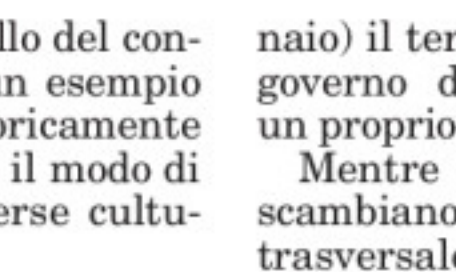 llo del con-
un esempio
oricamente
il modo di
erse cultu-
naio) il ter
governo d
un proprio
Mentre
scambiano
trasversale